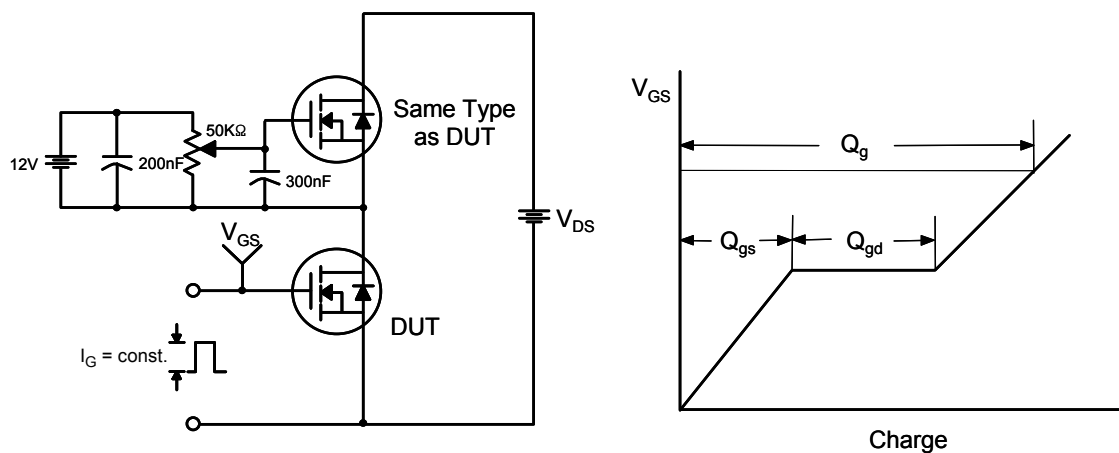 12V
200nF
50KΩ
300nF
Same Type
as DUT
V_DS
V_GS
DUT
I_G = const.
V_GS
Q_g
Q_gs
Q_gd
Charge